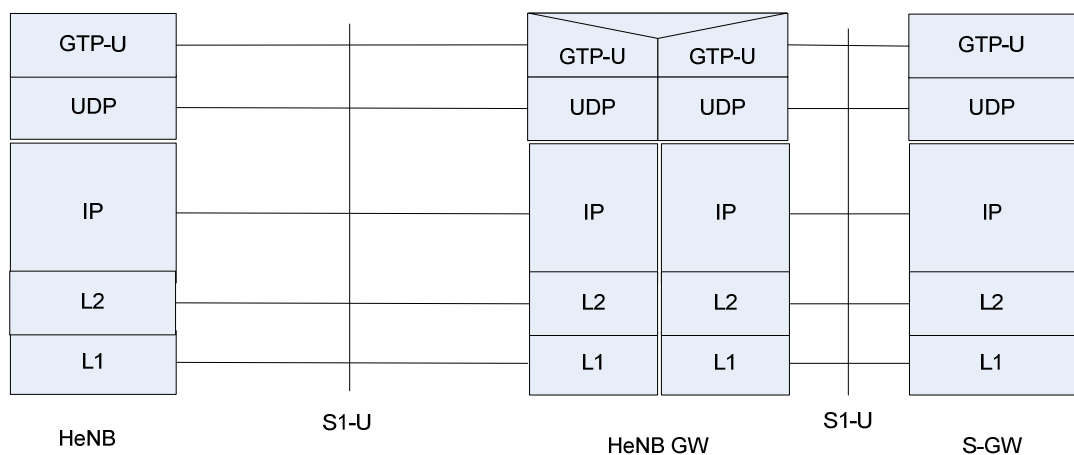 GTP-U
UDP
IP
L2
L1
HeNB
S1-U
GTP-U GTP-U
UDP UDP
IP IP
L2 L2
L1 L1
HeNB GW
S1-U
GTP-U
UDP
IP
L2
L1
S-GW